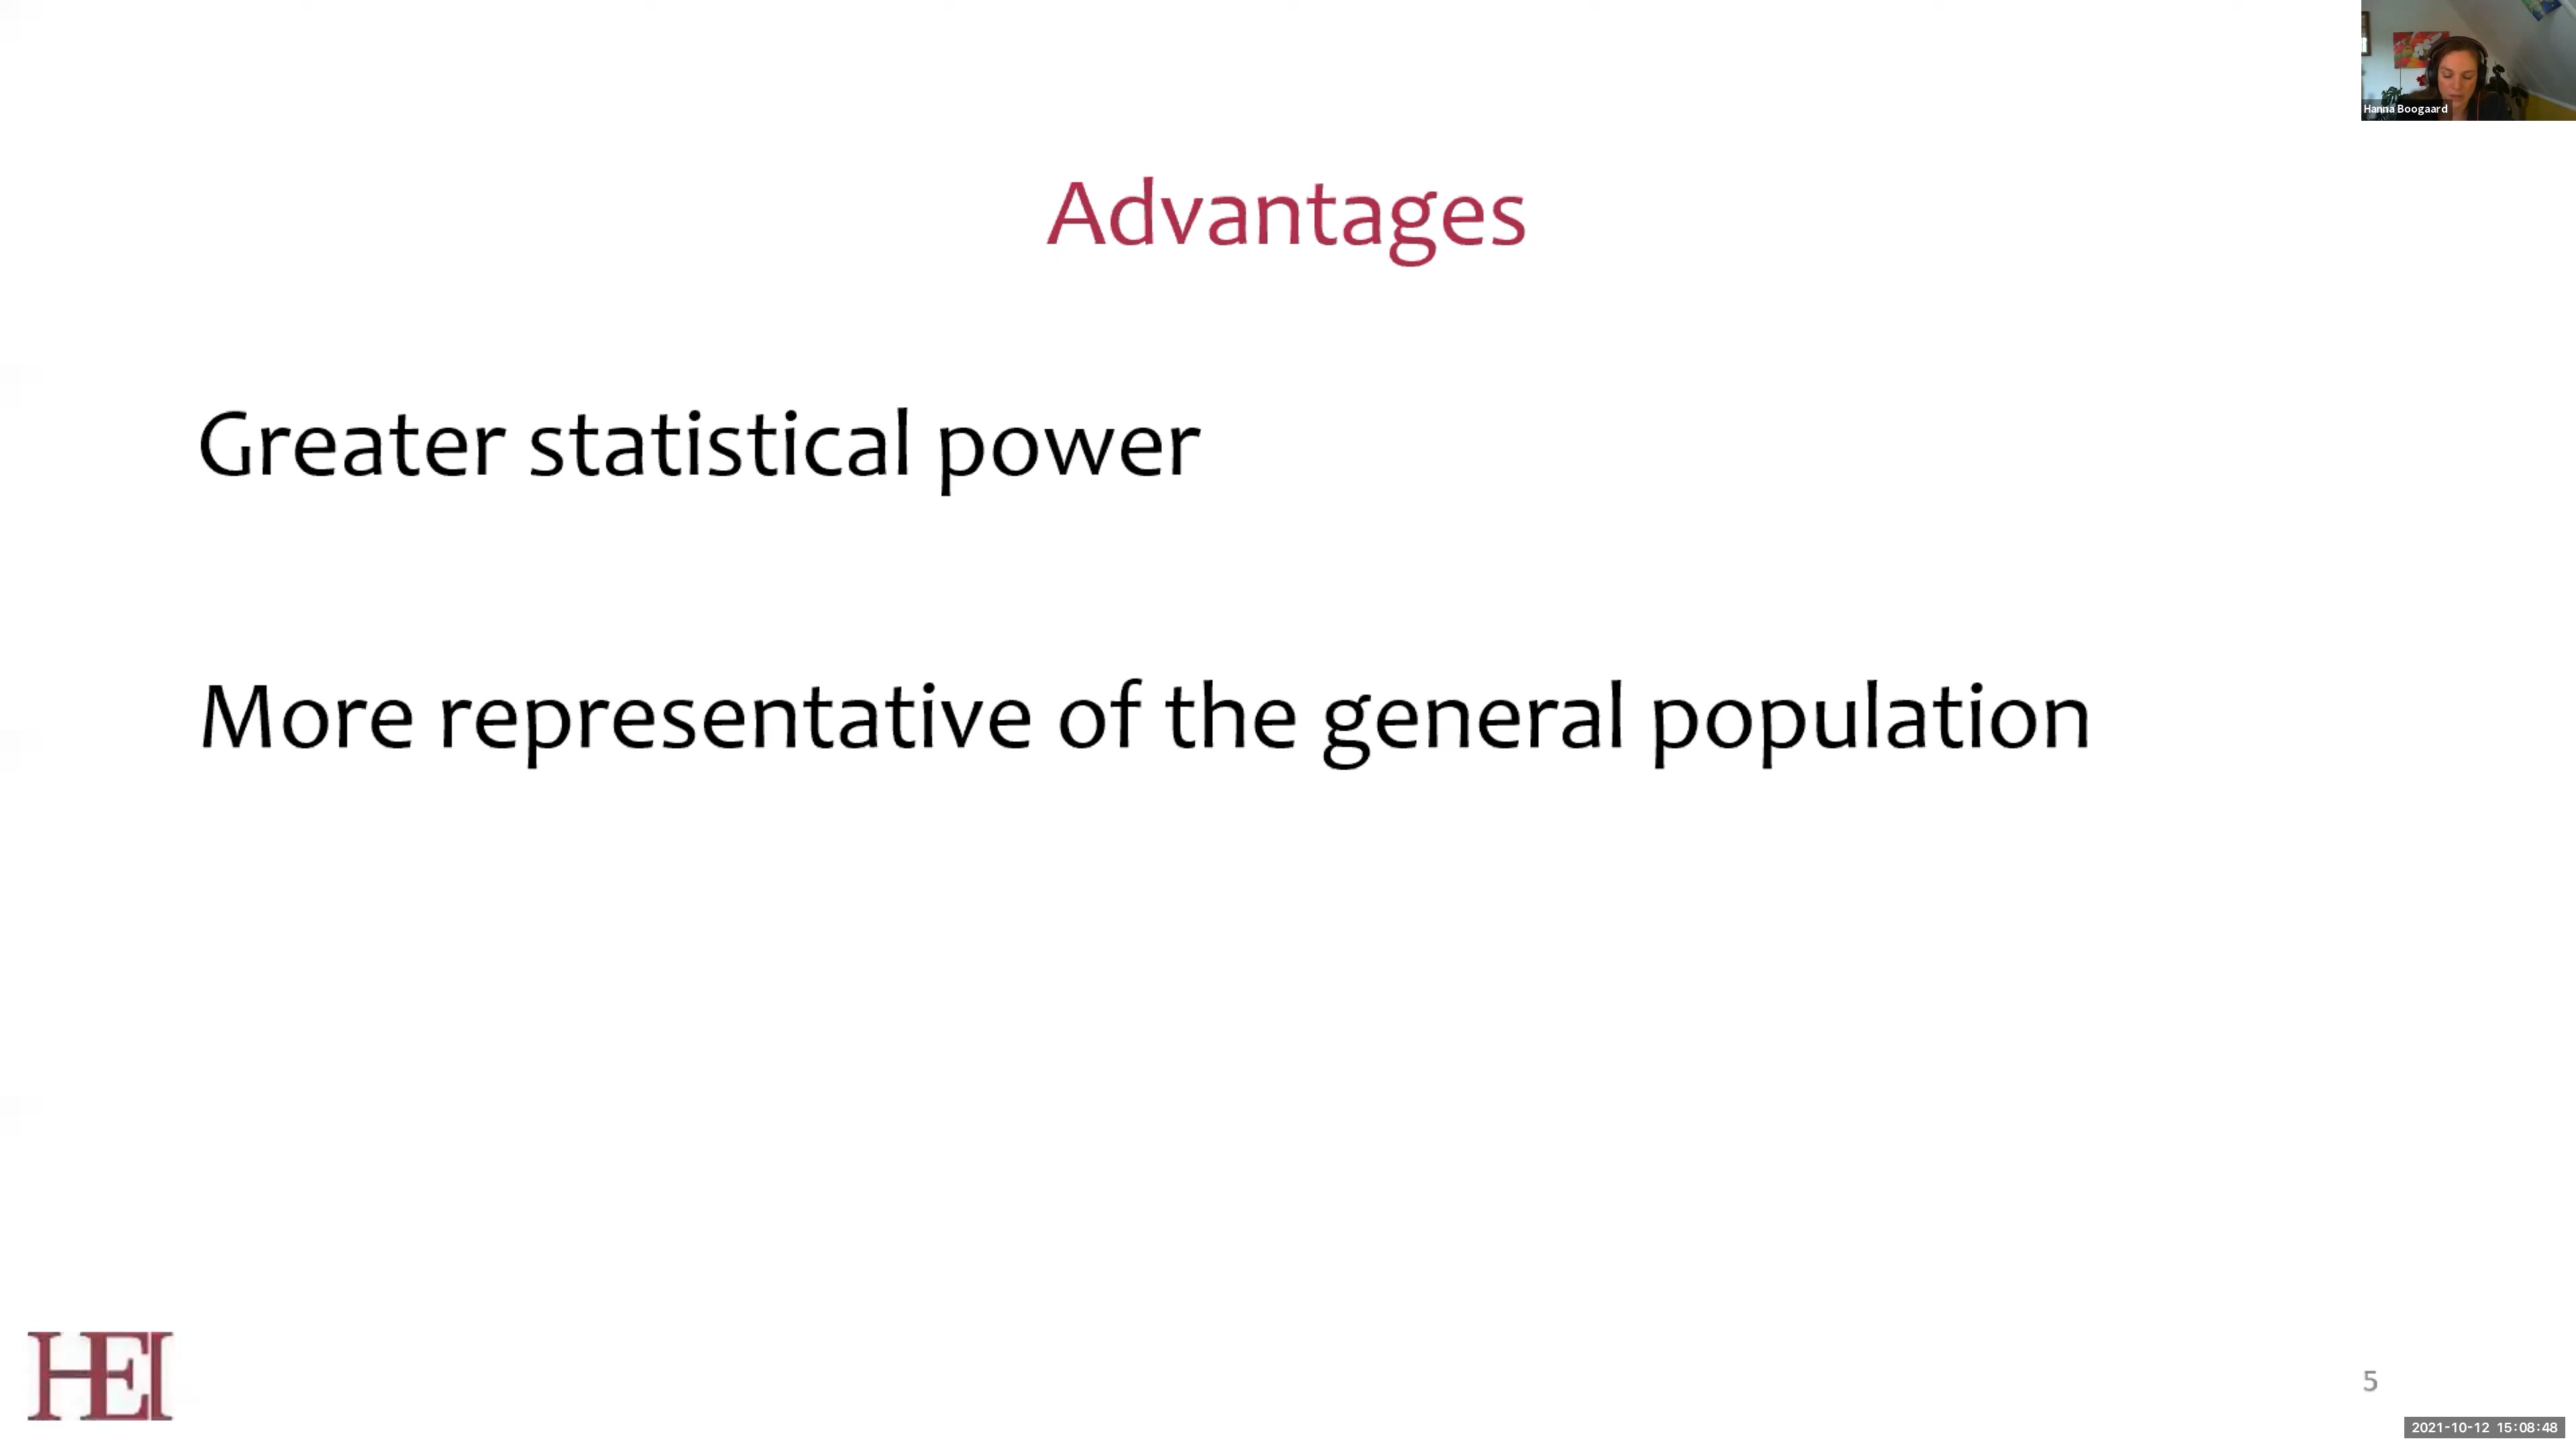 Hanna Boogaard
Advantages
Greater statistical power
More representative of the general population
HEI
5
2021-10-12 15:08:48